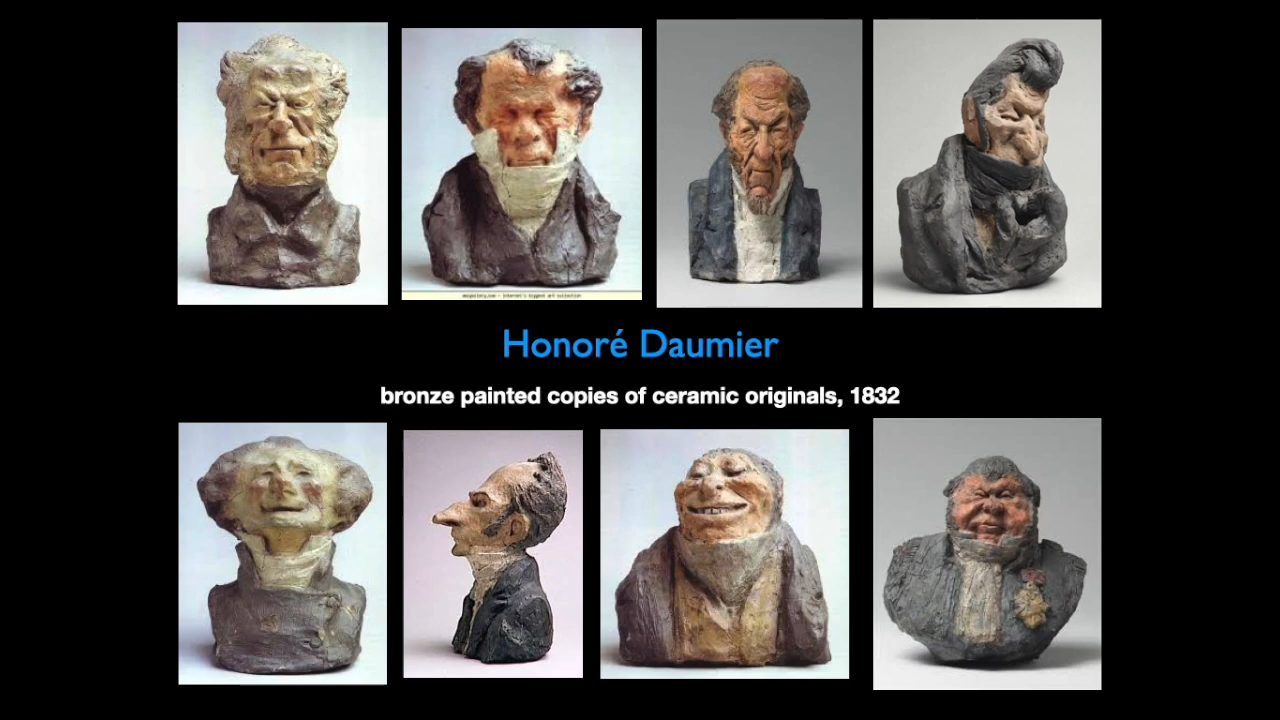 Honoré Daumier
bronze painted copies of ceramic originals, 1832